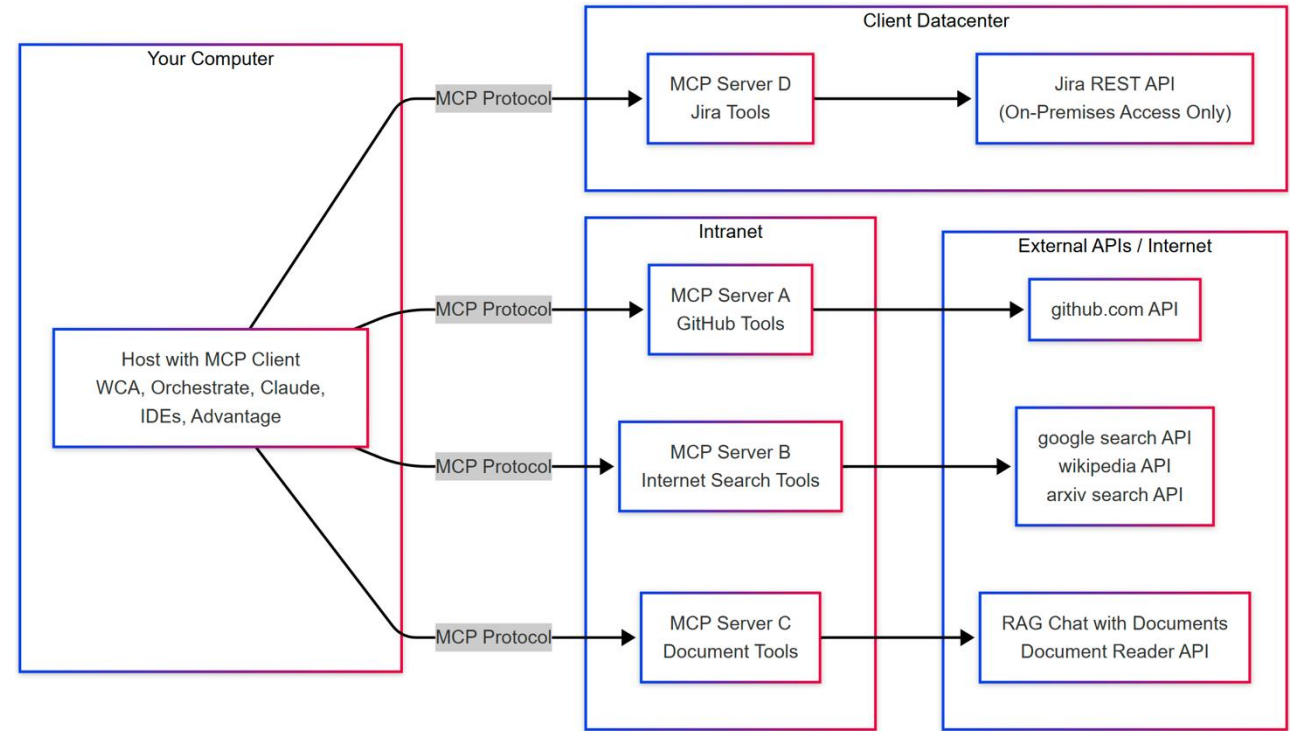 Client Datacenter
Your Computer
MCP Protocol
MCP Server D
Jira Tools
Jira REST API
(On-Premises Access Only)
Intranet
External APIs / Internet
MCP Protocol
MCP Server A
GitHub Tools
github.com API
Host with MCP Client
WCA, Orchestrate, Claude,
IDEs, Advantage
MCP Protocol
MCP Server B
Internet Search Tools
google search API
wikipedia API
arxiv search API
MCP Protocol
MCP Server C
Document Tools
RAG Chat with Documents
Document Reader API